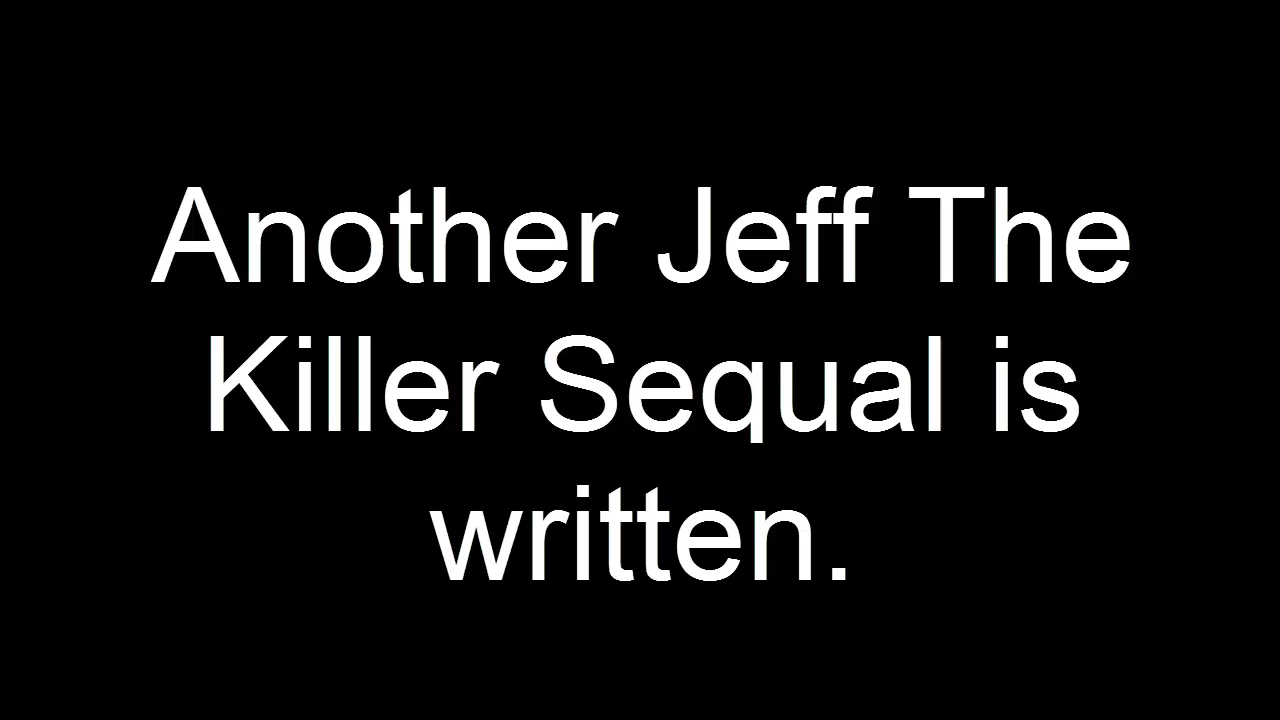 Another Jeff The
Killer Sequal is
written.